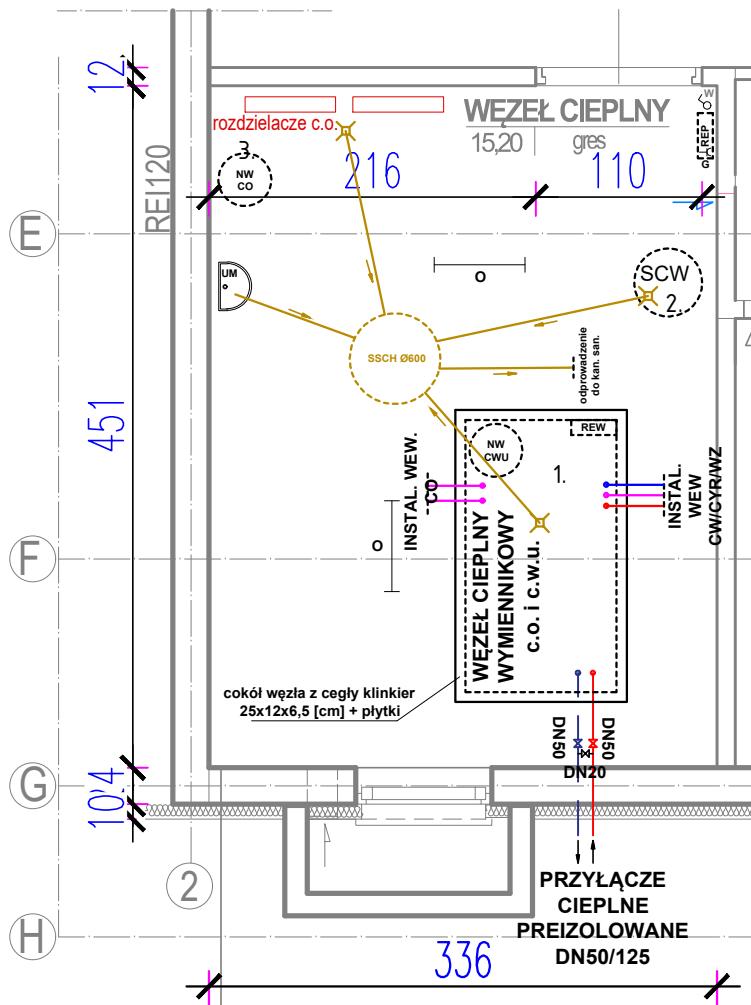 12
rozdzielacze c.o.
WĘZEŁ CIEPLNY
15,20
gres
W
REP
G
3.
NW
CO
216
110
REI120
E
UM
O
SCW
2.
SSCH Ø600
odprowadzenie
do kan. san.
451
REW
NW
CWU
1.
INSTAL. WEW.
CO
INSTAL.
WEW
CW/CYR/WZ
O
F
WĘZEŁ CIEPLNY
WYMIENNIKOWY
c.o. i c.w.u.
cokół węzła z cegły klinkier
25x12x6,5 [cm] + płytki
DN50
DN50
DN20
G
2
H
PRZYŁĄCZE
CIEPLNE
PREIZOLOWANE
DN50/125
336